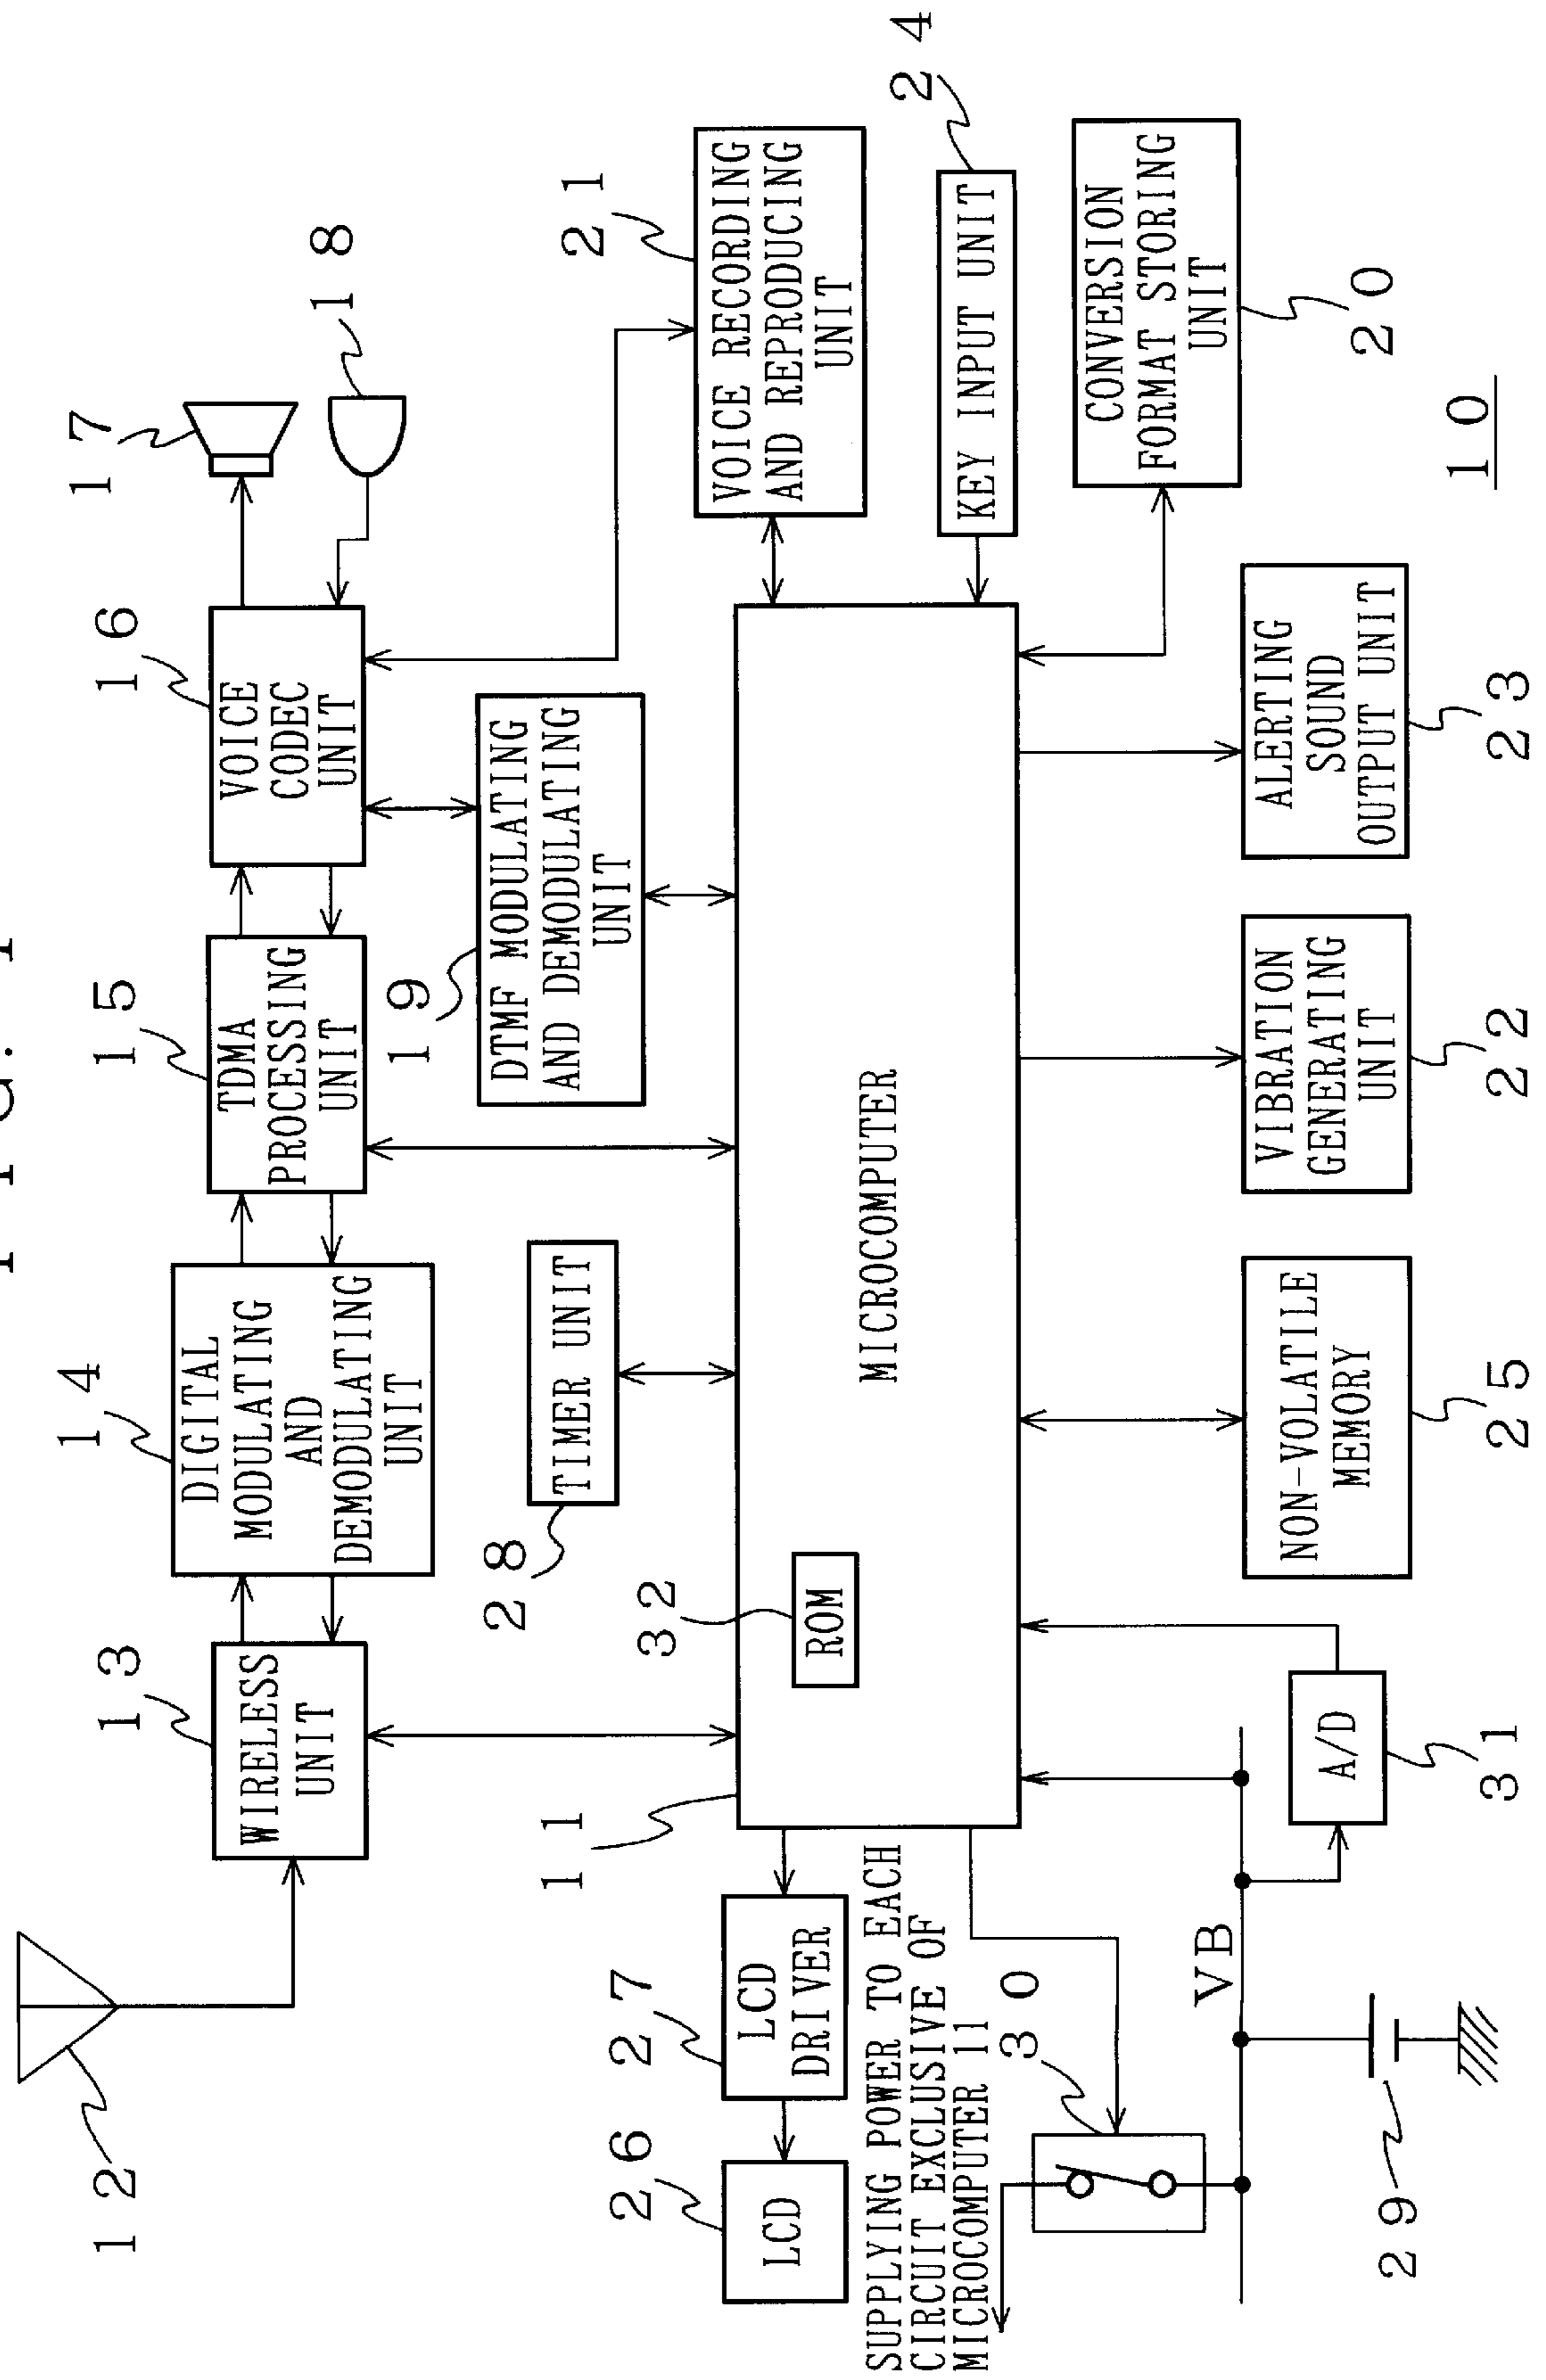 FIG. 1
12
13
WIRELESS
UNIT
14
DIGITAL
MODULATING
AND
DEMODULATING
UNIT
15
TDMA
PROCESSING
UNIT
16
VOICE
CODEC
UNIT
17
18
19
DTMF MODULATING
AND DEMODULATING
UNIT
28
TIMER UNIT
21
VOICE RECORDING
AND REPRODUCING
UNIT
24
KEY INPUT UNIT
CONVERSION
FORMAT STORING
UNIT
20
11
32
ROM
MICROCOMPUTER
26
LCD
27
LCD
DRIVER
SUPPLYING POWER TO EACH
CIRCUIT EXCLUSIVE OF
MICROCOMPUTER 11
30
VB
29
A/D
31
NON-VOLATILE
MEMORY
25
VIBRATION
GENERATING
UNIT
22
ALERTING
SOUND
OUTPUT UNIT
23
10